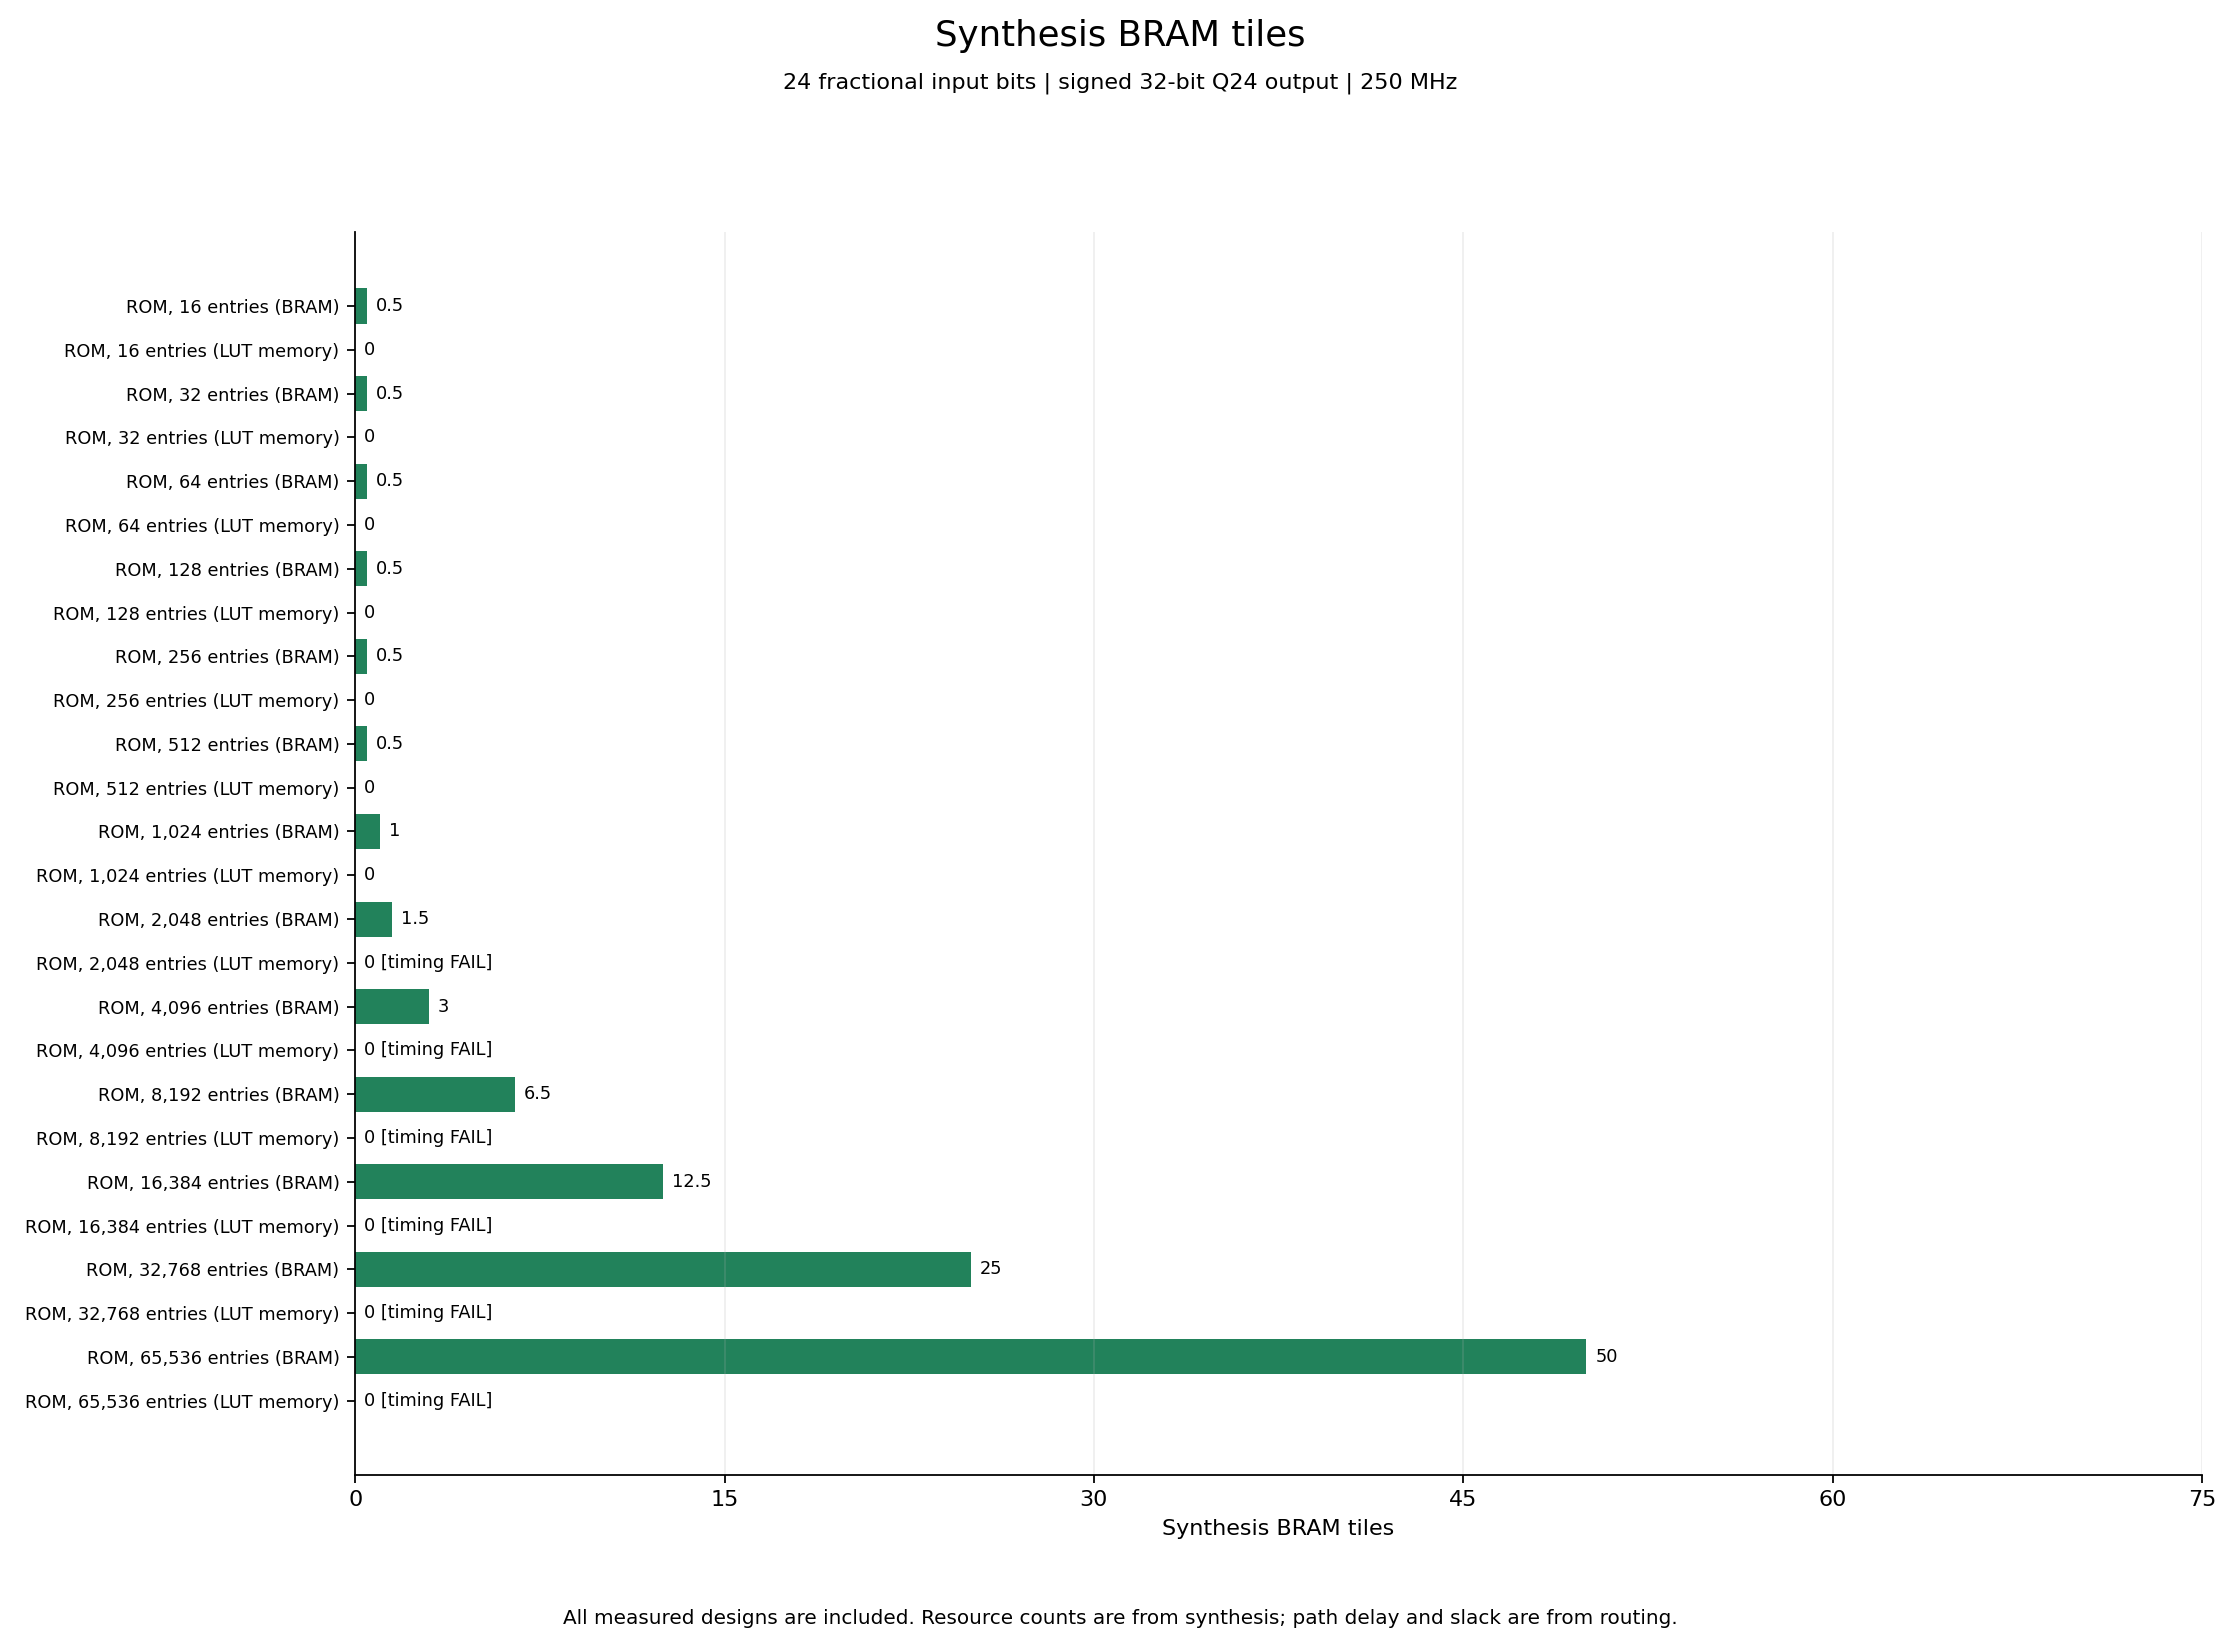 Synthesis BRAM tiles
24 fractional input bits | signed 32-bit Q24 output | 250 MHz
ROM, 16 entries (BRAM) 0.5
ROM, 16 entries (LUT memory) 0
ROM, 32 entries (BRAM) 0.5
ROM, 32 entries (LUT memory) 0
ROM, 64 entries (BRAM) 0.5
ROM, 64 entries (LUT memory) 0
ROM, 128 entries (BRAM) 0.5
ROM, 128 entries (LUT memory) 0
ROM, 256 entries (BRAM) 0.5
ROM, 256 entries (LUT memory) 0
ROM, 512 entries (BRAM) 0.5
ROM, 512 entries (LUT memory) 0
ROM, 1,024 entries (BRAM) 1
ROM, 1,024 entries (LUT memory) 0
ROM, 2,048 entries (BRAM) 1.5
ROM, 2,048 entries (LUT memory) 0 [timing FAIL]
ROM, 4,096 entries (BRAM) 3
ROM, 4,096 entries (LUT memory) 0 [timing FAIL]
ROM, 8,192 entries (BRAM) 6.5
ROM, 8,192 entries (LUT memory) 0 [timing FAIL]
ROM, 16,384 entries (BRAM) 12.5
ROM, 16,384 entries (LUT memory) 0 [timing FAIL]
ROM, 32,768 entries (BRAM) 25
ROM, 32,768 entries (LUT memory) 0 [timing FAIL]
ROM, 65,536 entries (BRAM) 50
ROM, 65,536 entries (LUT memory) 0 [timing FAIL]
0 15 30 45 60 75
Synthesis BRAM tiles
All measured designs are included. Resource counts are from synthesis; path delay and slack are from routing.